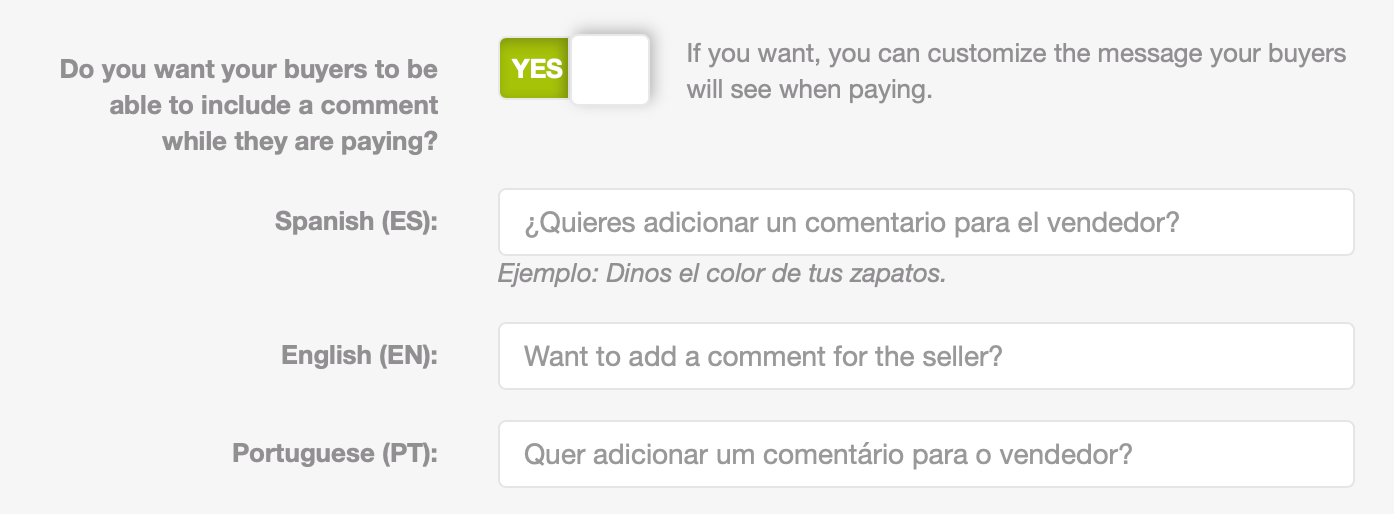 Do you want your buyers to be
able to include a comment
while they are paying?
YES
If you want, you can customize the message your buyers
will see when paying.
Spanish (ES):
¿Quieres adicionar un comentario para el vendedor?
Ejemplo: Dinos el color de tus zapatos.
English (EN):
Want to add a comment for the seller?
Portuguese (PT):
Quer adicionar um comentário para o vendedor?